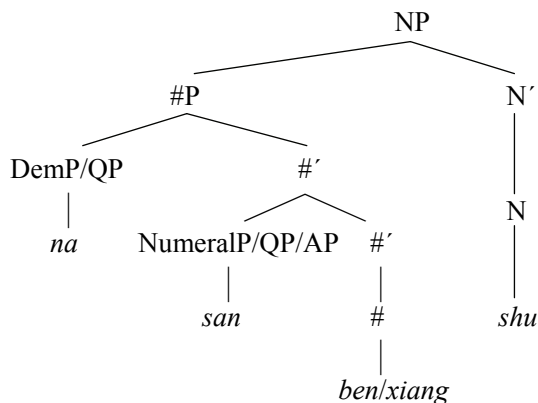 NP
#P N´
DemP/QP #´
na NumeralP/QP/AP #´ N
san # shu
ben/xiang